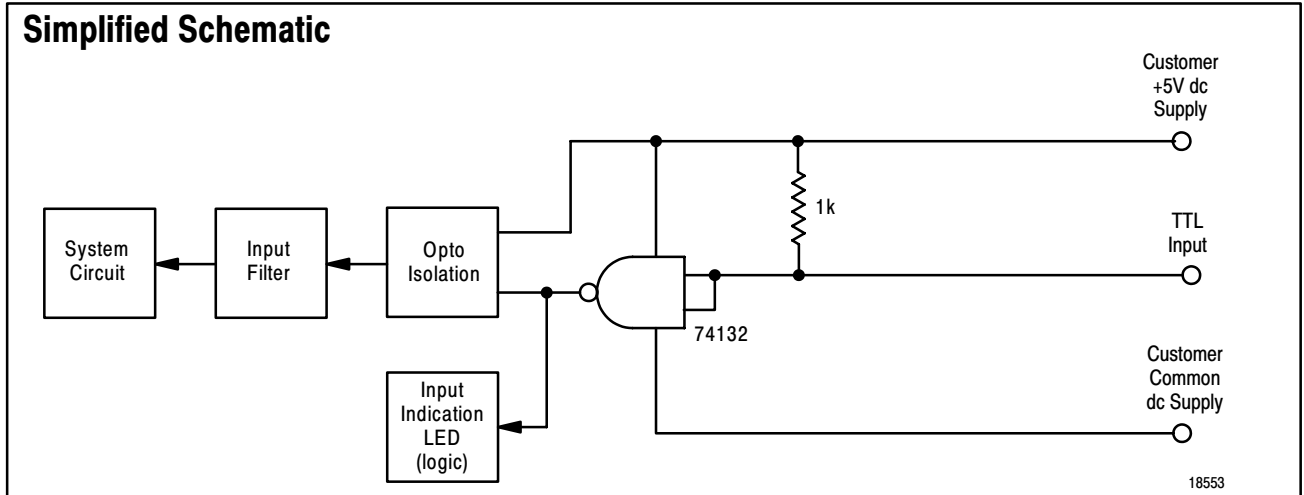 Simplified Schematic
Customer
+5V dc
Supply
1k
TTL
Input
System
Circuit
Input
Filter
Opto
Isolation
74132
Input
Indication
LED
(logic)
Customer
Common
dc Supply
18553